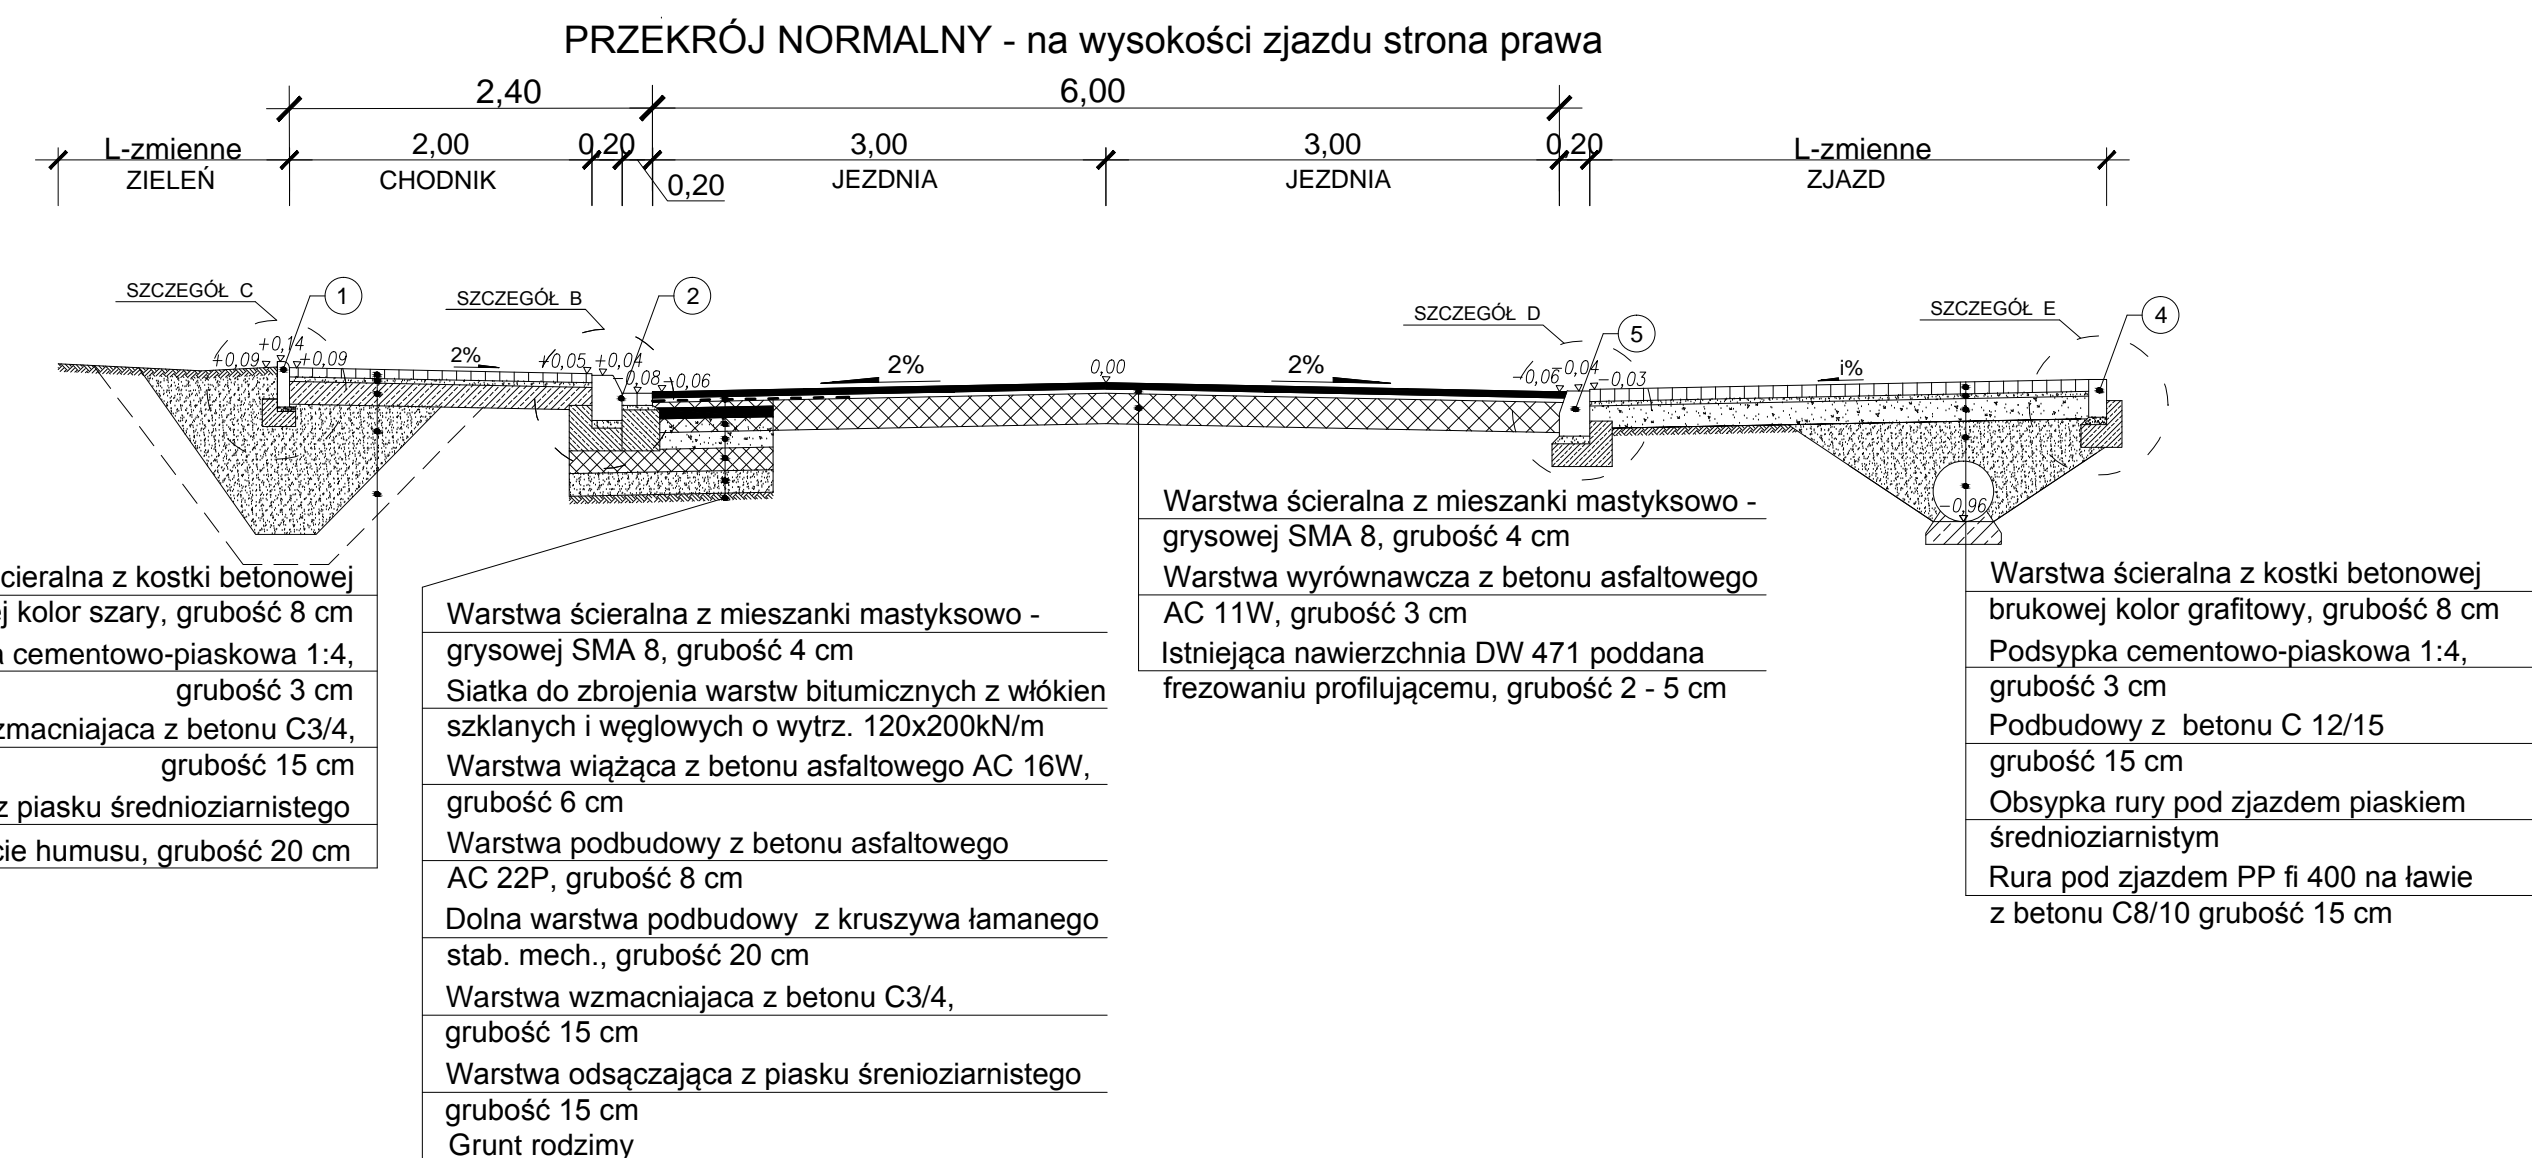 PRZEKRÓJ NORMALNY - na wysokości zjazdu strona prawa
2,40
6,00
L-zmienne
2,00
0,20
3,00
3,00
0,20
L-zmienne
ZIELEŃ
CHODNIK
0,20
JEZDNIA
JEZDNIA
ZJAZD
SZCZEGÓŁ C
1
SZCZEGÓŁ B
2
SZCZEGÓŁ D
5
SZCZEGÓŁ E
4
+0,09
+0,14
+0,09
2%
+0,05
+0,04
-0,08
-0,06
2%
0,00
2%
-0,06
-0,04
-0,03
i%
-0,96
cieralna z kostki betonowej
j kolor szary, grubość 8 cm
a cementowo-piaskowa 1:4,
grubość 3 cm
zmacniajaca z betonu C3/4,
grubość 15 cm
z piasku średnioziarnistego
cie humusu, grubość 20 cm
Warstwa ścieralna z mieszanki mastyksowo -
grysowej SMA 8, grubość 4 cm
Siatka do zbrojenia warstw bitumicznych z włókien
szklanych i węglowych o wytrz. 120x200kN/m
Warstwa wiążąca z betonu asfaltowego AC 16W,
grubość 6 cm
Warstwa podbudowy z betonu asfaltowego
AC 22P, grubość 8 cm
Dolna warstwa podbudowy z kruszywa łamanego
stab. mech., grubość 20 cm
Warstwa wzmacniajaca z betonu C3/4,
grubość 15 cm
Warstwa odsączająca z piasku śrenioziarnistego
grubość 15 cm
Grunt rodzimy
Warstwa ścieralna z mieszanki mastyksowo -
grysowej SMA 8, grubość 4 cm
Warstwa wyrównawcza z betonu asfaltowego
AC 11W, grubość 3 cm
Istniejąca nawierzchnia DW 471 poddana
frezowaniu profilującemu, grubość 2 - 5 cm
Warstwa ścieralna z kostki betonowej
brukowej kolor grafitowy, grubość 8 cm
Podsypka cementowo-piaskowa 1:4,
grubość 3 cm
Podbudowy z betonu C 12/15
grubość 15 cm
Obsypka rury pod zjazdem piaskiem
średnioziarnistym
Rura pod zjazdem PP fi 400 na ławie
z betonu C8/10 grubość 15 cm